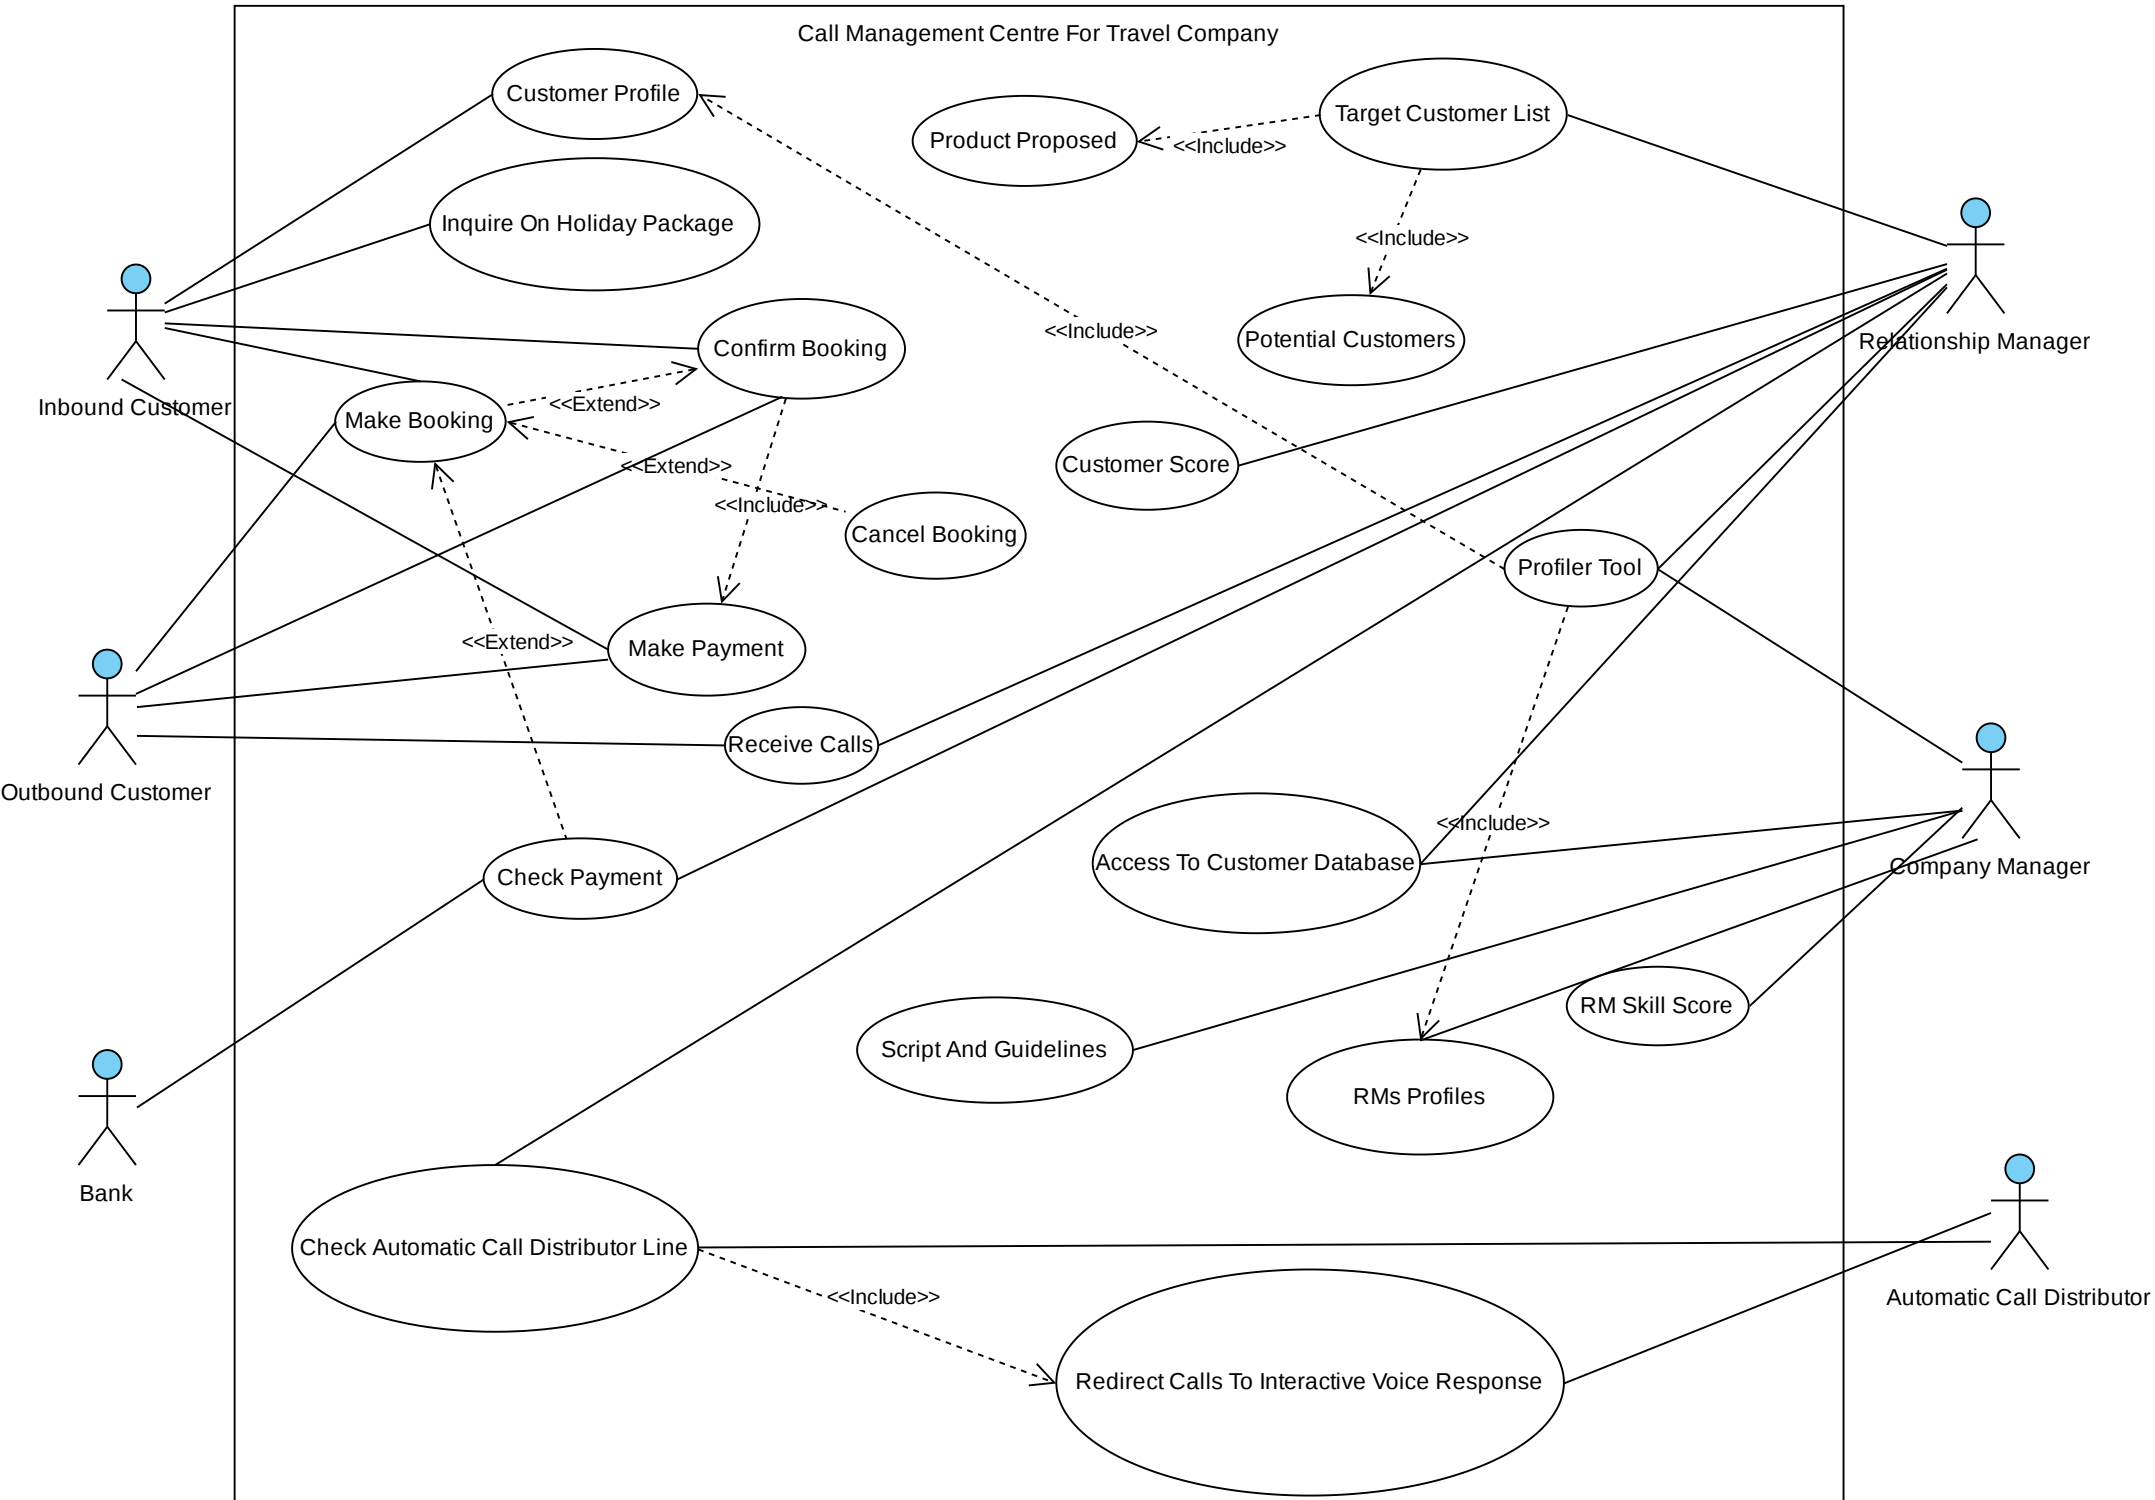 Call Management Centre For Travel Company
Customer Profile
Target Customer List
Product Proposed
<<Include>>
Inquire On Holiday Package
<<Include>>
<<Include>>
Potential Customers
Relationship Manager
Confirm Booking
Inbound Customer
<<Extend>>
Make Booking
<<Extend>>
Customer Score
<<Include>>
Cancel Booking
Profiler Tool
<<Extend>>
Make Payment
Receive Calls
Outbound Customer
<<Include>>
Access To Customer Database
Company Manager
Check Payment
RM Skill Score
Script And Guidelines
RMs Profiles
Bank
Check Automatic Call Distributor Line
<<Include>>
Automatic Call Distributor
Redirect Calls To Interactive Voice Response